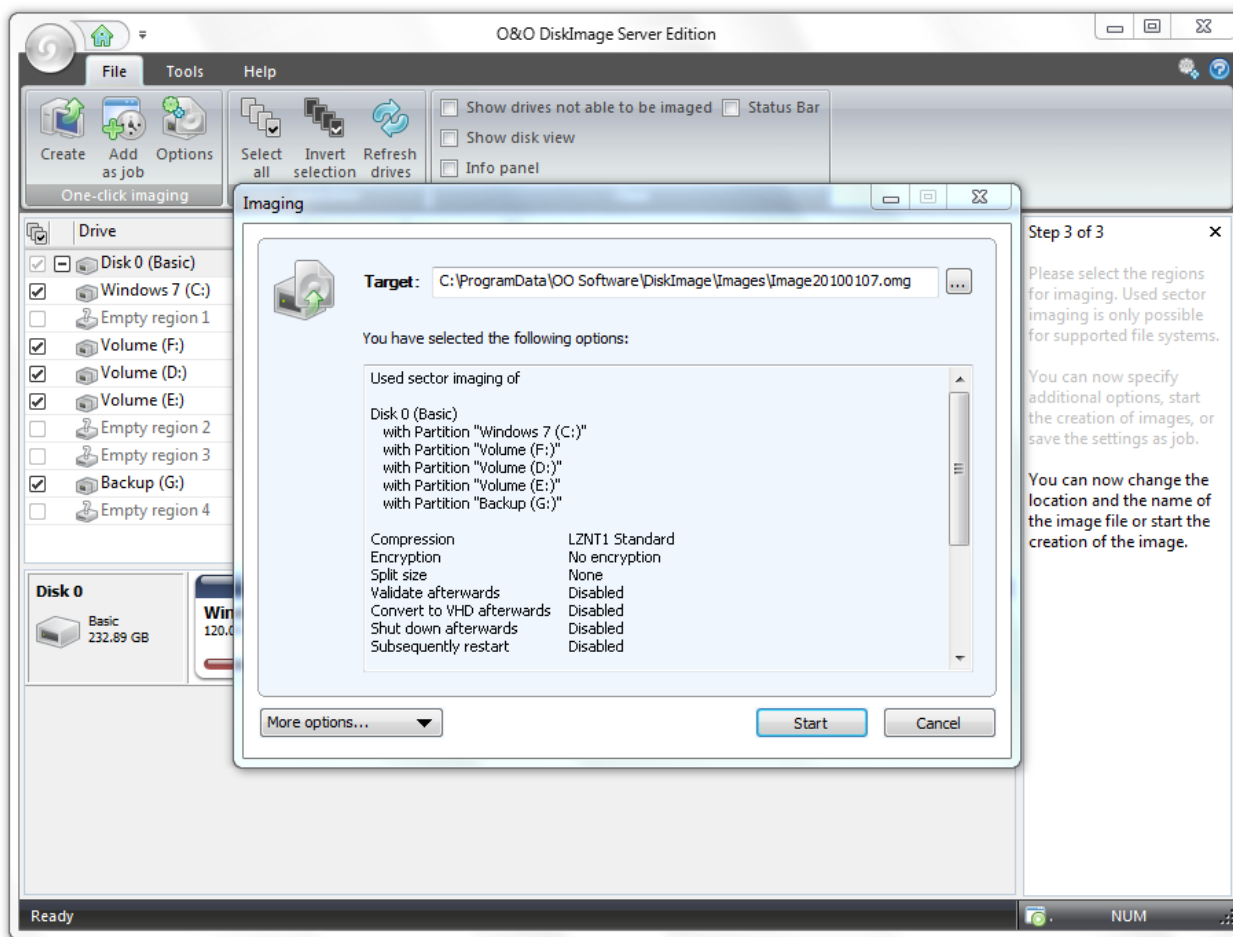 O&O DiskImage Server Edition
File Tools Help
Create
Add as job
Options
One-click imaging
Select all
Invert selection
Refresh drives
Show drives not able to be imaged
Status Bar
Show disk view
Info panel
Drive
Disk 0 (Basic)
Windows 7 (C:)
Empty region 1
Volume (F:)
Volume (D:)
Volume (E:)
Empty region 2
Empty region 3
Backup (G:)
Empty region 4
Disk 0
Basic
232.89 GB
Win
120.0
Imaging
Target: C:\ProgramData\OO Software\DiskImage\Images\Image20100107.omg ...
You have selected the following options:
Used sector imaging of
Disk 0 (Basic)
with Partition "Windows 7 (C:)"
with Partition "Volume (F:)"
with Partition "Volume (D:)"
with Partition "Volume (E:)"
with Partition "Backup (G:)"
Compression LZNT1 Standard
Encryption No encryption
Split size None
Validate afterwards Disabled
Convert to VHD afterwards Disabled
Shut down afterwards Disabled
Subsequently restart Disabled
More options...
Start
Cancel
Step 3 of 3
Please select the regions
for imaging. Used sector
imaging is only possible
for supported file systems.
You can now specify
additional options, start
the creation of images, or
save the settings as job.
You can now change the
location and the name of
the image file or start the
creation of the image.
Ready
NUM